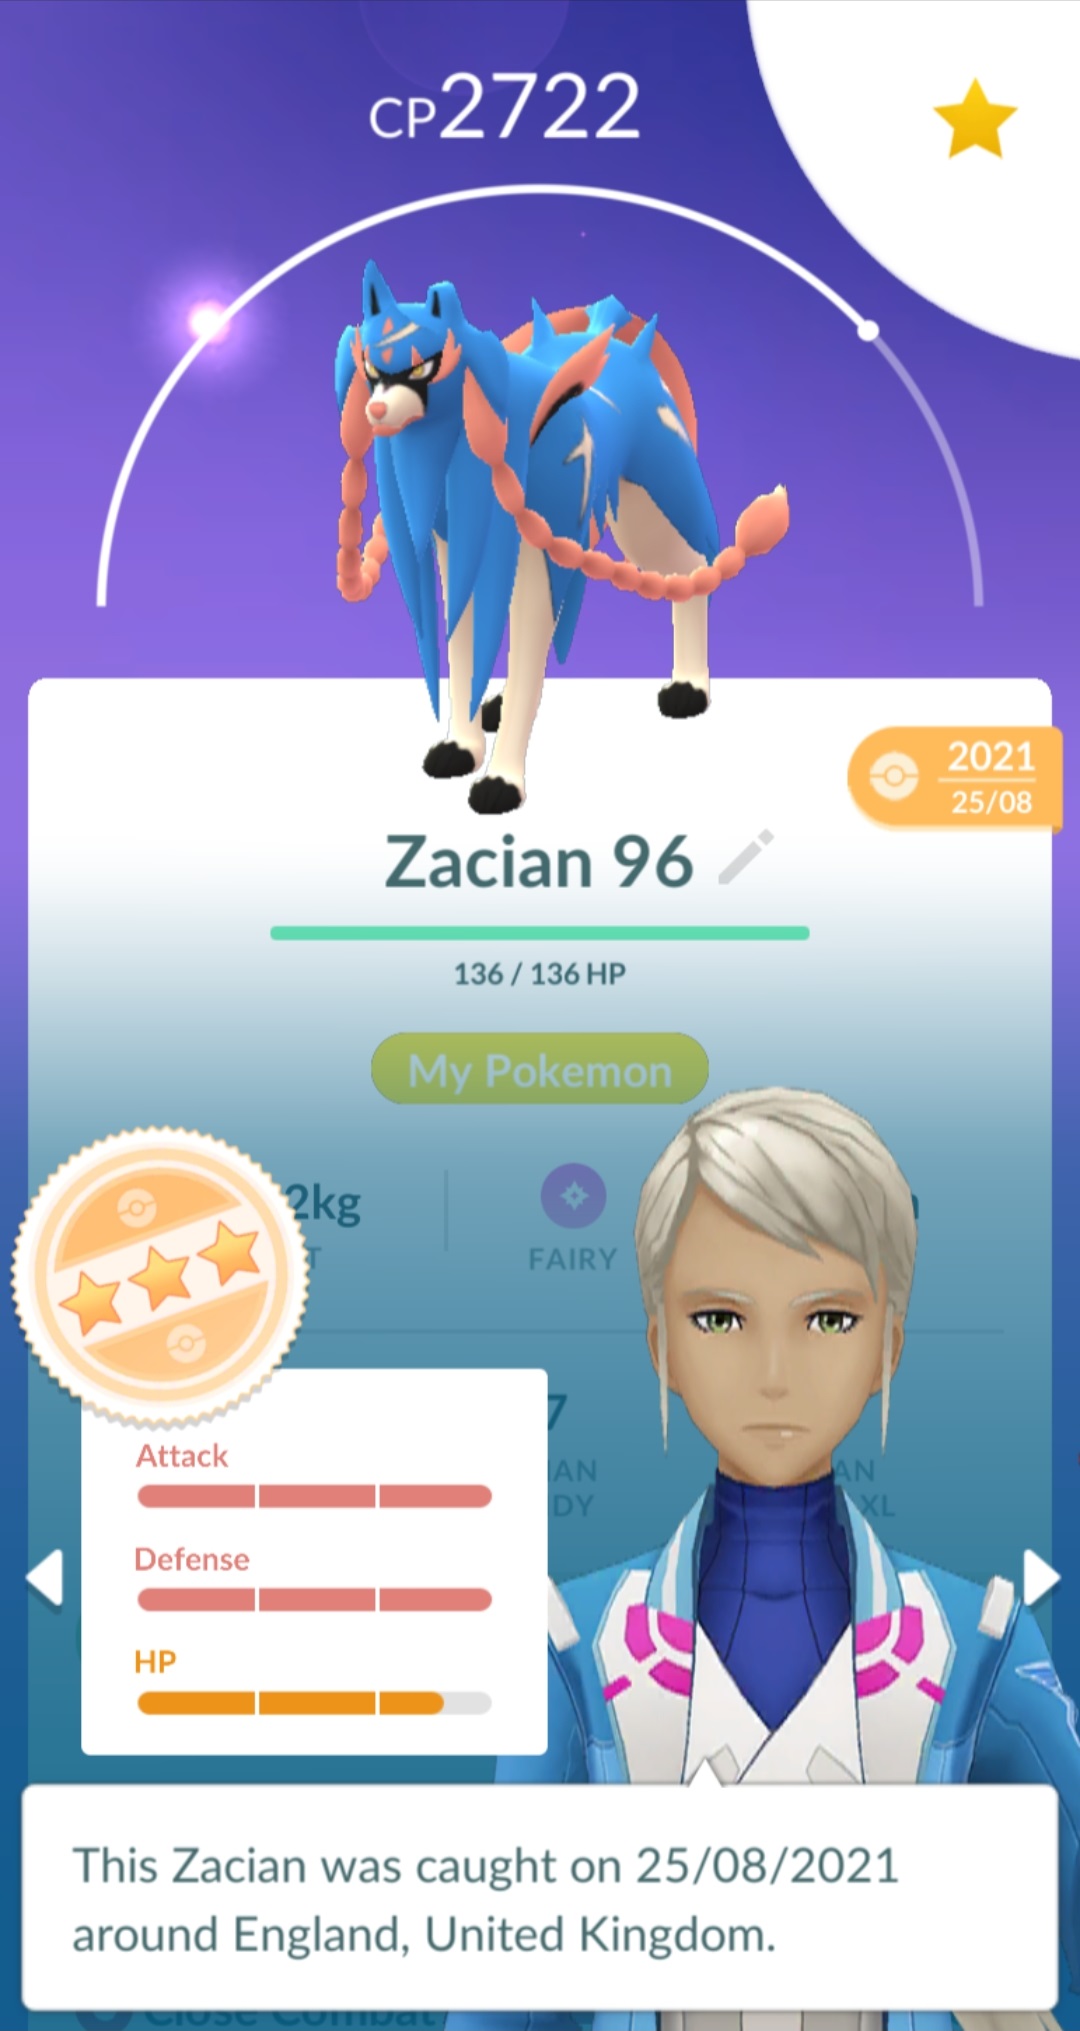 CP2722
2021
25/08
Zacian 96
136 / 136 HP
My Pokemon
2kg
FAIRY
Attack
Defense
HP
7
AN
DY
AN
XL
This Zacian was caught on 25/08/2021
around England, United Kingdom.
Close Combat